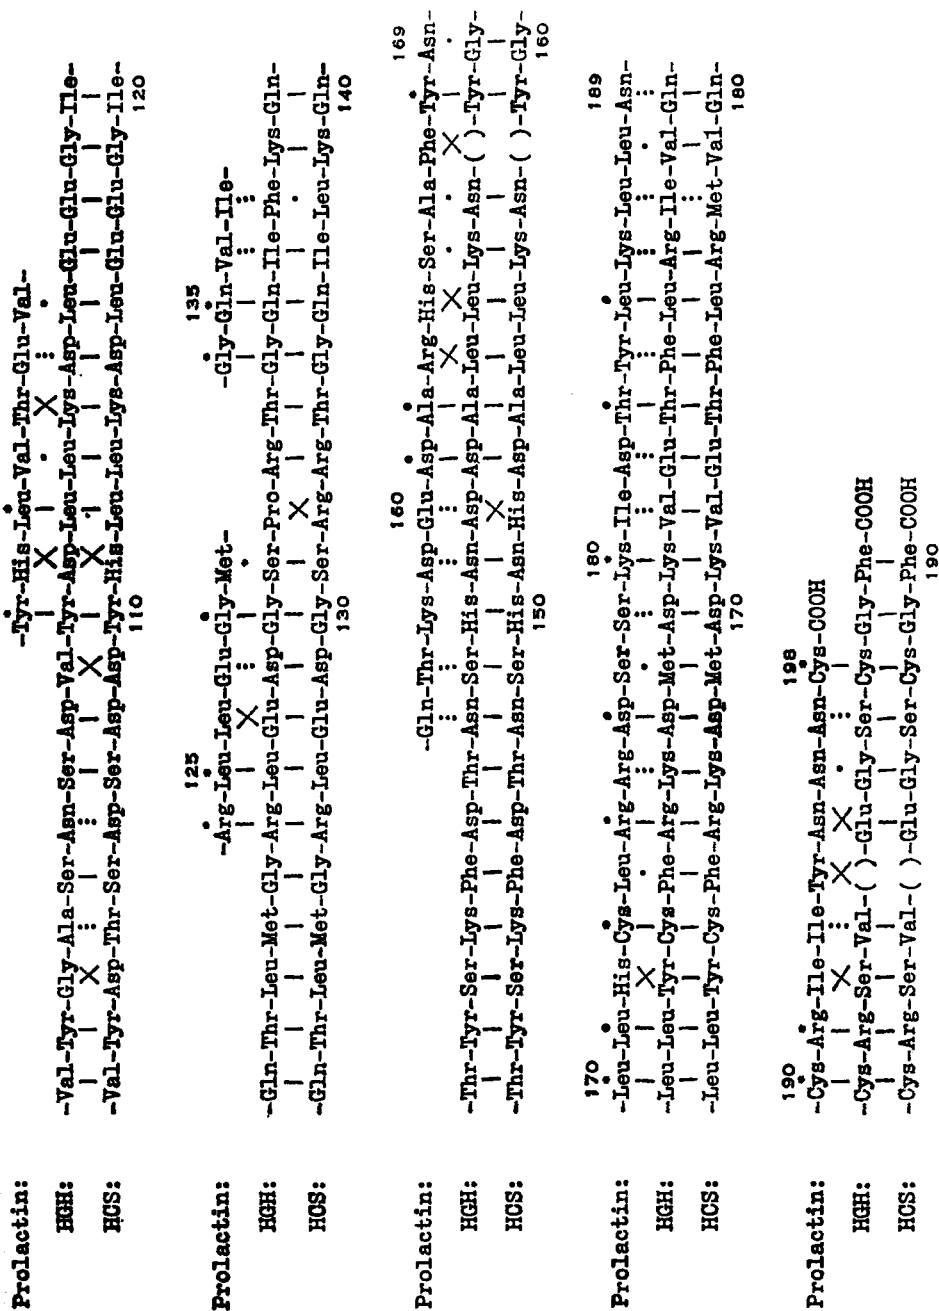 Prolactin: -Tyr-His-Leu-Val-Thr-Glu-Val-
HGH: -Val-Tyr-Gly-Ala-Ser-Asn-Ser-Asp-Val-Tyr-Asp-Leu-Leu-Lys-Asp-Leu-Glu-Glu-Gly-Ile-
HCS: -Val-Tyr-Asp-Thr-Ser-Asp-Ser-Asp-Asp-Tyr-His-Leu-Leu-Lys-Asp-Leu-Glu-Glu-Gly-Ile-
110 120
125 135
Prolactin: -Arg-Leu-Leu-Glu-Gly-Met- -Gly-Gln-Val-Ile-
HGH: -Gln-Thr-Leu-Met-Gly-Arg-Leu-Glu-Asp-Gly-Ser-Pro-Arg-Thr-Gly-Gln-Ile-Phe-Lys-Gln-
HCS: -Gln-Thr-Leu-Met-Gly-Arg-Leu-Glu-Asp-Gly-Ser-Arg-Arg-Thr-Gly-Gln-Ile-Leu-Lys-Gln-
130 140
160 169
Prolactin: -Gln-Thr-Lys-Asp-Glu-Asp-Ala-Arg-His-Ser-Ala-Phe-Tyr-Asn-
HGH: -Thr-Tyr-Ser-Lys-Phe-Asp-Thr-Asn-Ser-His-Asn-Asp-Asp-Ala-Leu-Leu-Lys-Asn-( )-Tyr-Gly-
HCS: -Thr-Tyr-Ser-Lys-Phe-Asp-Thr-Asn-Ser-His-Asn-His-Asp-Ala-Leu-Leu-Lys-Asn-( )-Tyr-Gly-
150 160
170 180 189
Prolactin: -Leu-Leu-His-Cys-Leu-Arg-Arg-Asp-Ser-Ser-Lys-Ile-Asp-Thr-Tyr-Leu-Lys-Leu-Leu-Asn-
HGH: -Leu-Leu-Tyr-Cys-Phe-Arg-Lys-Asp-Met-Asp-Lys-Val-Glu-Thr-Phe-Leu-Arg-Ile-Val-Gln-
HCS: -Leu-Leu-Tyr-Cys-Phe-Arg-Lys-Asp-Met-Asp-Lys-Val-Glu-Thr-Phe-Leu-Arg-Met-Val-Gln-
170 180
190 198
Prolactin: -Cys-Arg-Ile-Ile-Tyr-Asn-Asn-Asn-Cys-COOH
HGH: -Cys-Arg-Ser-Val-( )-Glu-Gly-Ser-Cys-Gly-Phe-COOH
HCS: -Cys-Arg-Ser-Val-( )-Glu-Gly-Ser-Cys-Gly-Phe-COOH
190